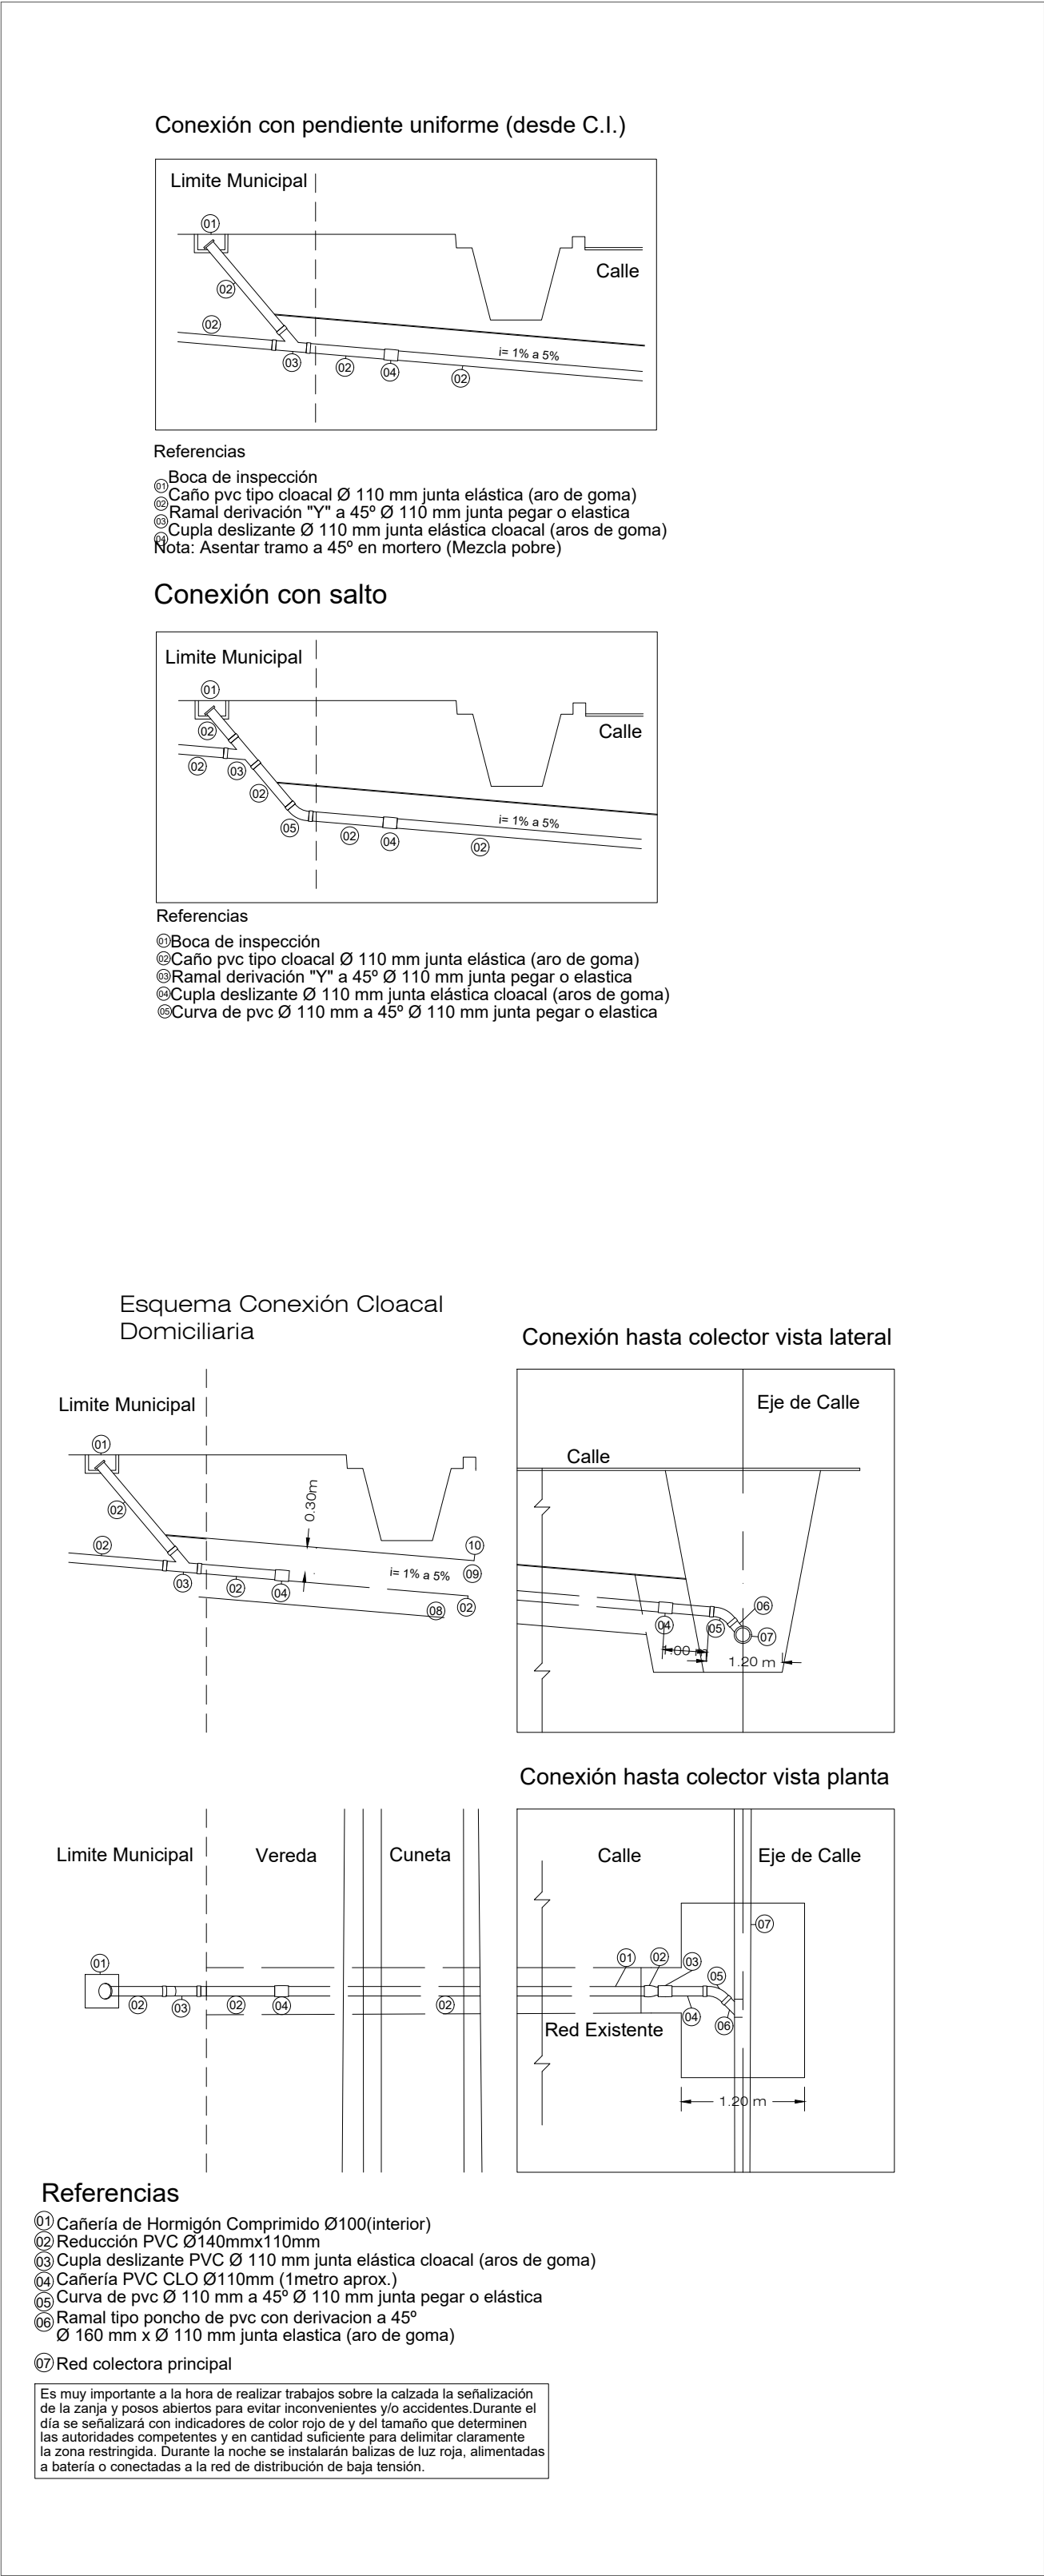 Conexión con pendiente uniforme (desde C.I.)
Limite Municipal
01
Calle
02
02
i= 1% a 5%
03
02
04
02
Referencias
01 Boca de inspección
02 Caño pvc tipo cloacal Ø 110 mm junta elástica (aro de goma)
03 Ramal derivación "Y" a 45º Ø 110 mm junta pegar o elastica
04 Cupla deslizante Ø 110 mm junta elástica cloacal (aros de goma)
Nota: Asentar tramo a 45º en mortero (Mezcla pobre)
Conexión con salto
Limite Municipal
01
02
Calle
02
03
02
i= 1% a 5%
05
02
04
02
Referencias
01 Boca de inspección
02 Caño pvc tipo cloacal Ø 110 mm junta elástica (aro de goma)
03 Ramal derivación "Y" a 45º Ø 110 mm junta pegar o elastica
04 Cupla deslizante Ø 110 mm junta elástica cloacal (aros de goma)
05 Curva de pvc Ø 110 mm a 45º Ø 110 mm junta pegar o elastica
Esquema Conexión Cloacal
Domiciliaria
Limite Municipal
01
02
0.30m
02
10
i= 1% a 5%
09
03
02
04
08
02
Conexión hasta colector vista lateral
Eje de Calle
Calle
06
04
05
07
1.00 m
1.20 m
Conexión hasta colector vista planta
Limite Municipal
Vereda
Cuneta
Calle
Eje de Calle
07
01
02
03
01
05
02
03
02
04
02
04
06
Red Existente
1.20 m
Referencias
01 Cañería de Hormigón Comprimido Ø100(interior)
02 Reducción PVC Ø140mmx110mm
03 Cupla deslizante PVC Ø 110 mm junta elástica cloacal (aros de goma)
04 Cañería PVC CLO Ø110mm (1metro aprox.)
05 Curva de pvc Ø 110 mm a 45º Ø 110 mm junta pegar o elástica
06 Ramal tipo poncho de pvc con derivacion a 45º
Ø 160 mm x Ø 110 mm junta elastica (aro de goma)
07 Red colectora principal
Es muy importante a la hora de realizar trabajos sobre la calzada la señalización
de la zanja y posos abiertos para evitar inconvenientes y/o accidentes.Durante el
día se señalizará con indicadores de color rojo de y del tamaño que determinen
las autoridades competentes y en cantidad suficiente para delimitar claramente
la zona restringida. Durante la noche se instalarán balizas de luz roja, alimentadas
a batería o conectadas a la red de distribución de baja tensión.